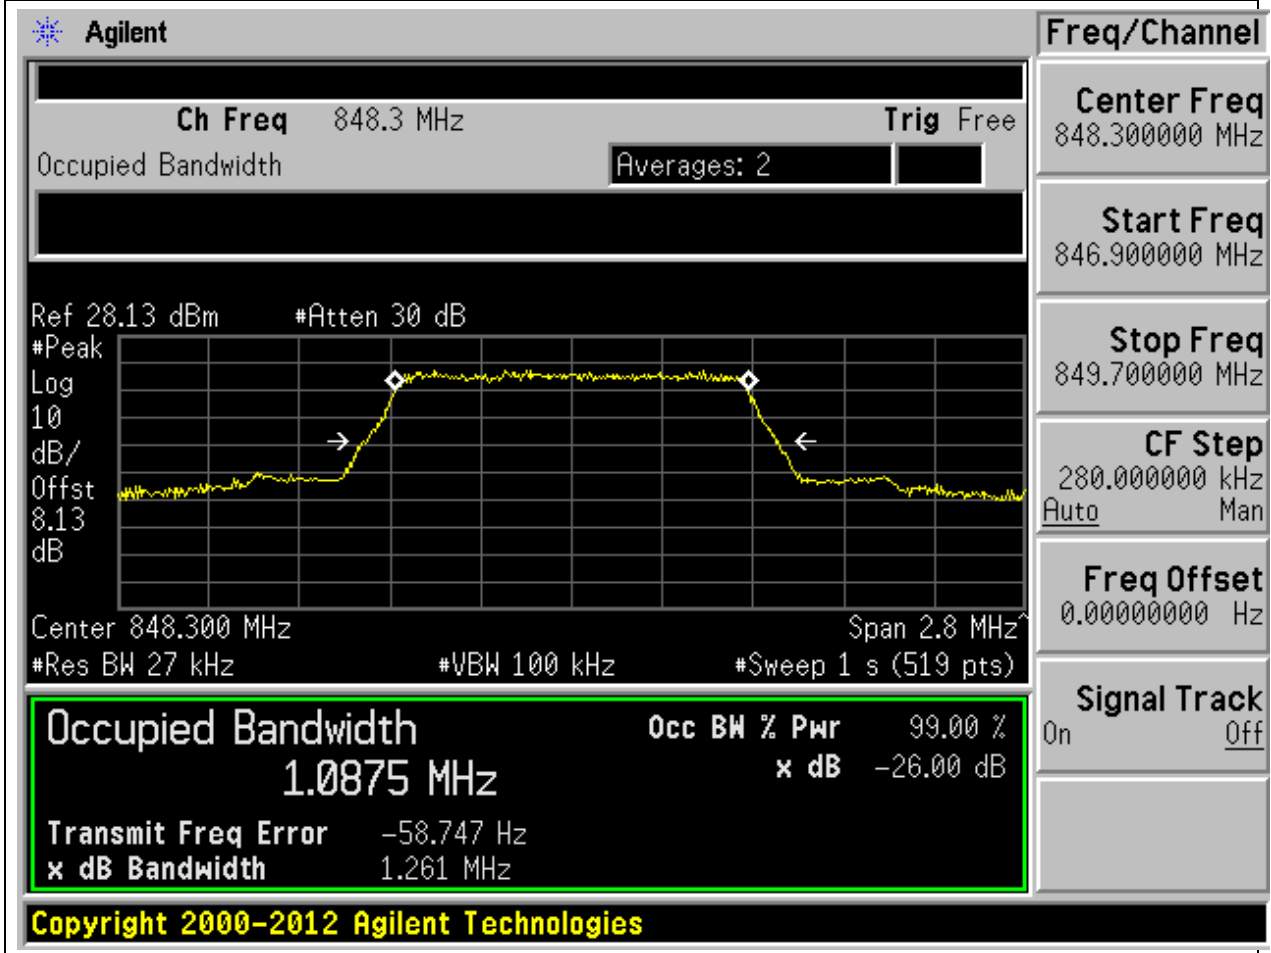 Agilent
Freq/Channel
Ch Freq 848.3 MHz Trig Free
Occupied Bandwidth Averages: 2
Center Freq
848.300000 MHz
Start Freq
846.900000 MHz
Stop Freq
849.700000 MHz
CF Step
280.000000 kHz
Auto Man
Freq Offset
0.00000000 Hz
Signal Track
On Off
Ref 28.13 dBm #Atten 30 dB
#Peak
Log
10
dB/
Offst
8.13
dB
Center 848.300 MHz Span 2.8 MHz^
#Res BW 27 kHz #VBW 100 kHz #Sweep 1 s (519 pts)
Occupied Bandwidth
1.0875 MHz
Occ BW % Pwr 99.00 %
x dB -26.00 dB
Transmit Freq Error -58.747 Hz
x dB Bandwidth 1.261 MHz
Copyright 2000-2012 Agilent Technologies